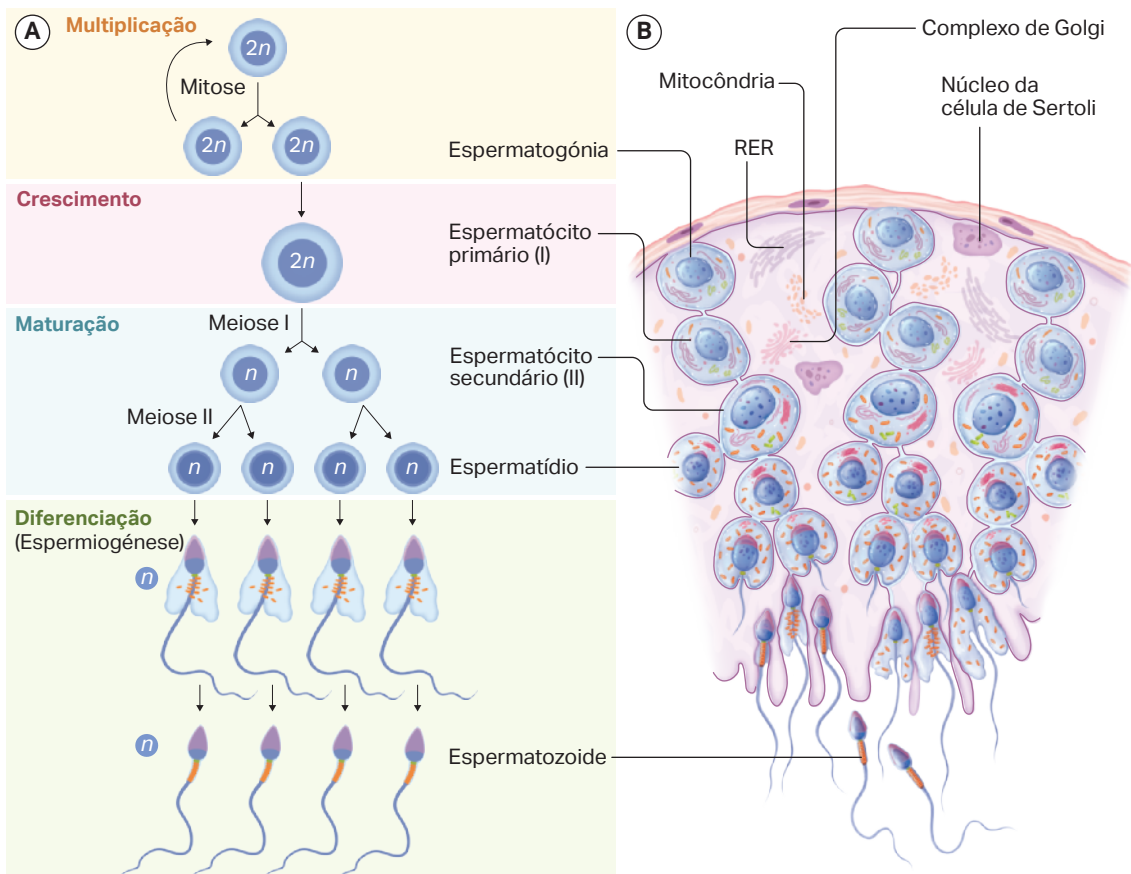 A
Multiplicação
2n
Mitose
2n
2n
Espermatogónia
Crescimento
2n
Espermatócito
primário (I)
Maturação
Meiose I
n
n
Espermatócito
secundário (II)
Meiose II
n
n
n
n
Espermatídio
Diferenciação
(Espermiogénese)
n
n
Espermatozoide
B
Complexo de Golgi
Mitocôndria
Núcleo da
célula de Sertoli
RER